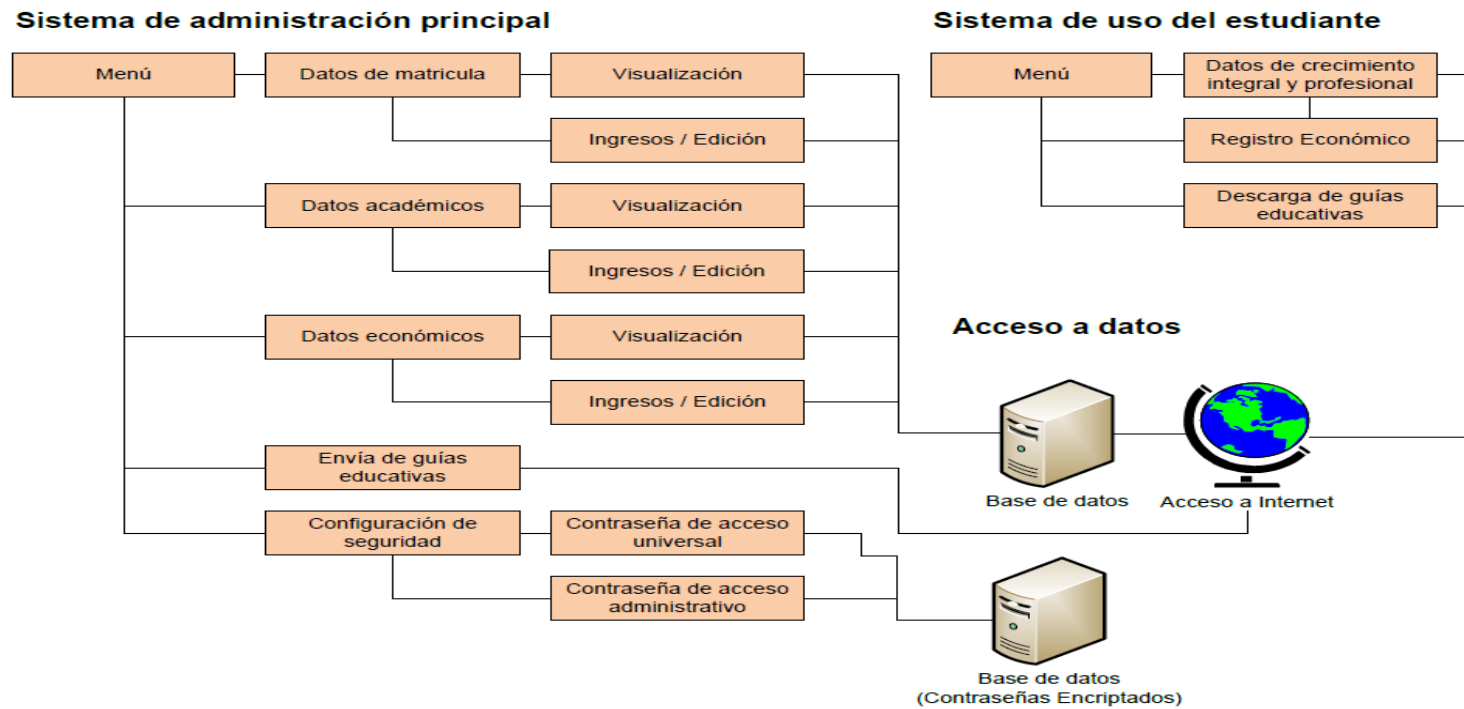 Sistema de administración principal
Menú
Datos de matricula
Visualización
Ingresos / Edición
Datos académicos
Visualización
Ingresos / Edición
Datos económicos
Visualización
Ingresos / Edición
Envía de guías
educativas
Configuración de
seguridad
Contraseña de acceso
universal
Contraseña de acceso
administrativo
Sistema de uso del estudiante
Menú
Datos de crecimiento
integral y profesional
Registro Económico
Descarga de guías
educativas
Acceso a datos
Base de datos
Acceso a Internet
Base de datos
(Contraseñas Encriptados)